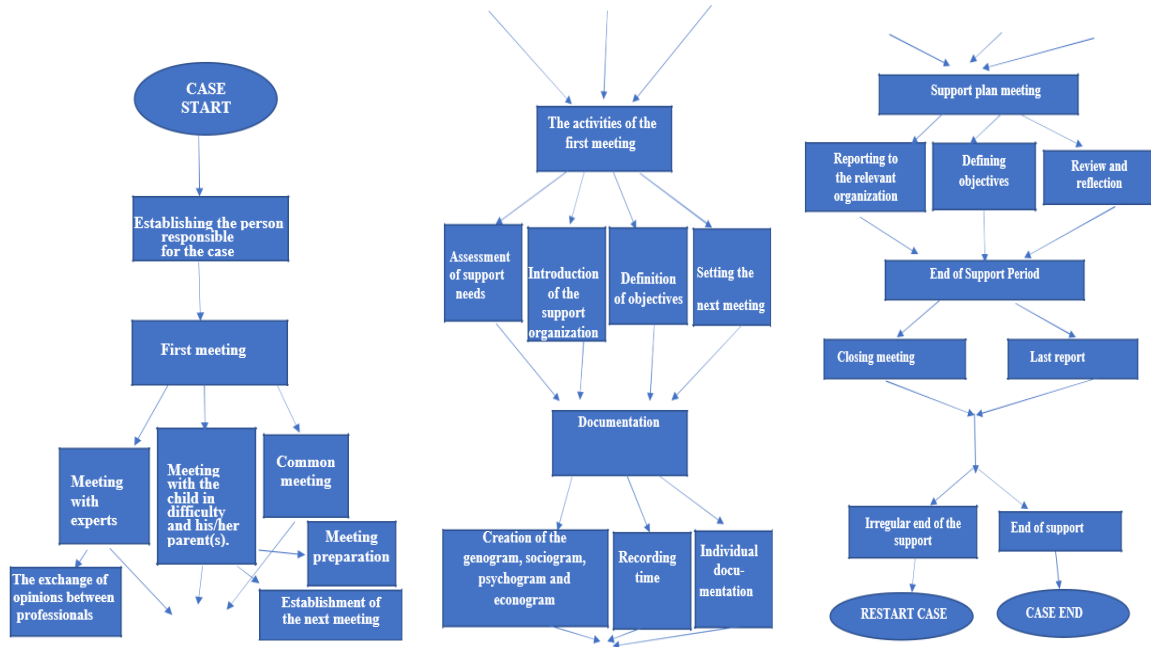 CASE
START
Establishing the person
responsible
for the case
First meeting
Meeting
with
experts
Meeting
with the
child in
difficulty
and his/her
parent(s).
Common
meeting
Meeting
preparation
The exchange of
opinions between
professionals
Establishment of
the next meeting
The activities of the
first meeting
Assessment
of support
needs
Introduction
of the
support
organization
Definition
of objectives
Setting the
next meeting
Documentation
Creation of the
genogram, sociogram,
psychogram and
econogram
Recording
time
Individual
docu-
mentation
Support plan meeting
Reporting to
the relevant
organization
Defining
objectives
Review and
reflection
End of Support Period
Closing meeting
Last report
Irregular end of the
support
End of support
RESTART CASE
CASE END